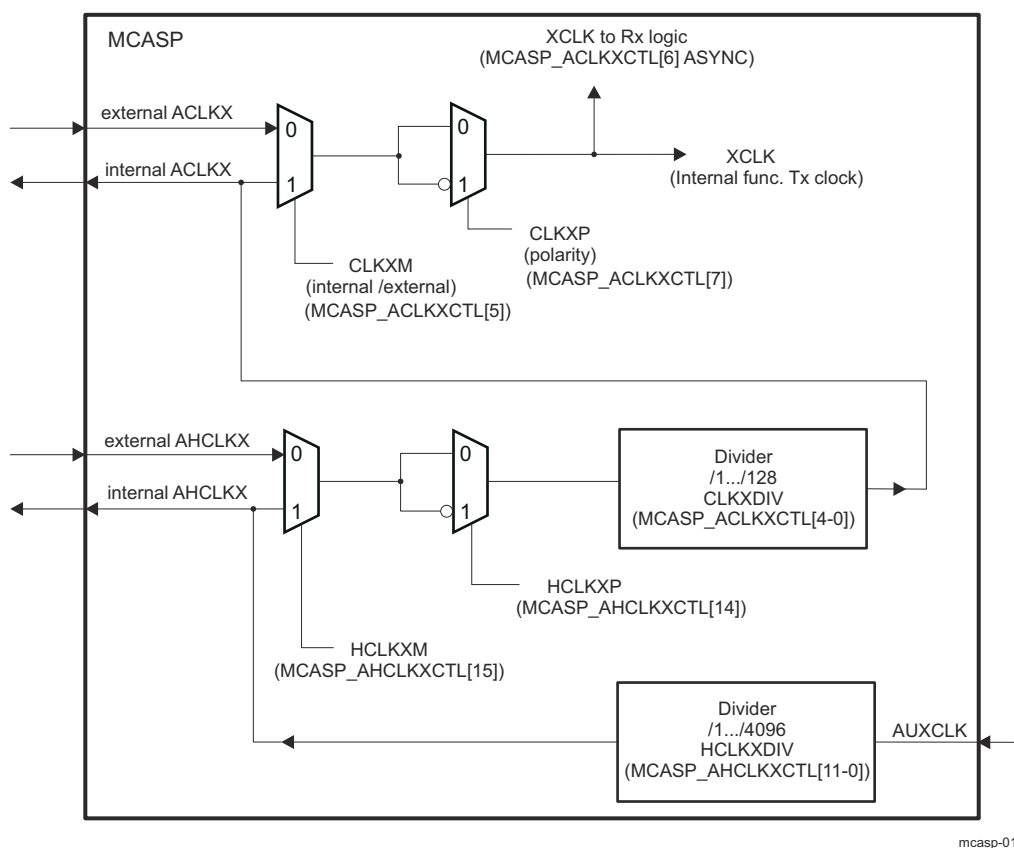 MCASP
XCLK to Rx logic
(MCASP_ACLKXCTL[6] ASYNC)
external ACLKX
0
0
internal ACLKX
1
1
XCLK
(Internal func. Tx clock)
CLKXP
(polarity)
(MCASP_ACLKXCTL[7])
CLKXM
(internal /external)
(MCASP_ACLKXCTL[5])
external AHCLKX
0
0
internal AHCLKX
1
1
Divider
/1.../128
CLKXDIV
(MCASP_ACLKXCTL[4-0])
HCLKXP
(MCASP_AHCLKXCTL[14])
HCLKXM
(MCASP_AHCLKXCTL[15])
Divider
/1.../4096
HCLKXDIV
(MCASP_AHCLKXCTL[11-0])
AUXCLK
mcasp-01